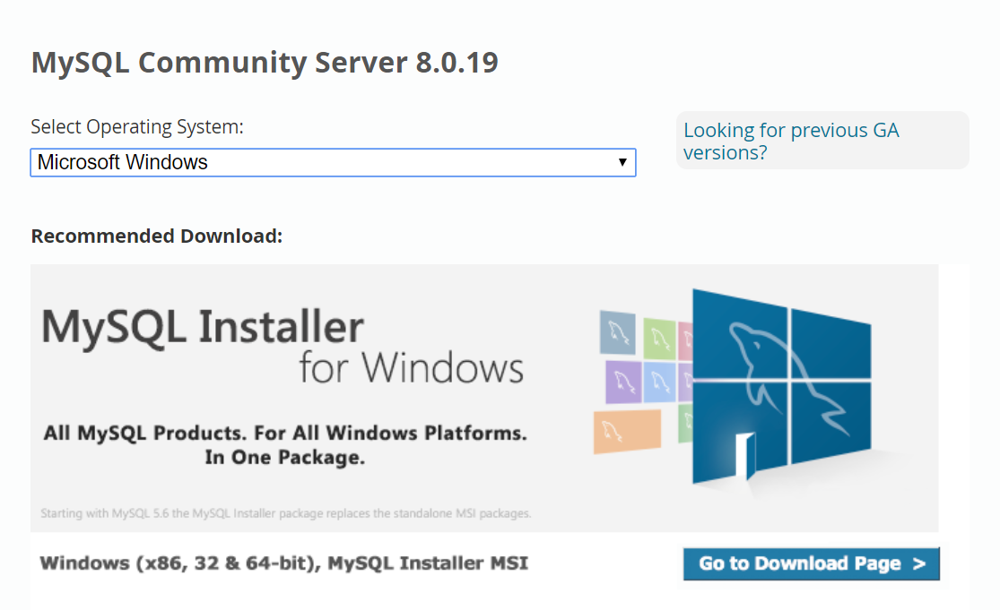 MySQL Community Server 8.0.19
Select Operating System:
Microsoft Windows
Looking for previous GA
versions?
Recommended Download:
MySQL Installer
for Windows
All MySQL Products. For All Windows Platforms.
In One Package.
Starting with MySQL 5.6 the MySQL Installer package replaces the standalone MSI packages.
Windows (x86, 32 & 64-bit), MySQL Installer MSI
Go to Download Page >